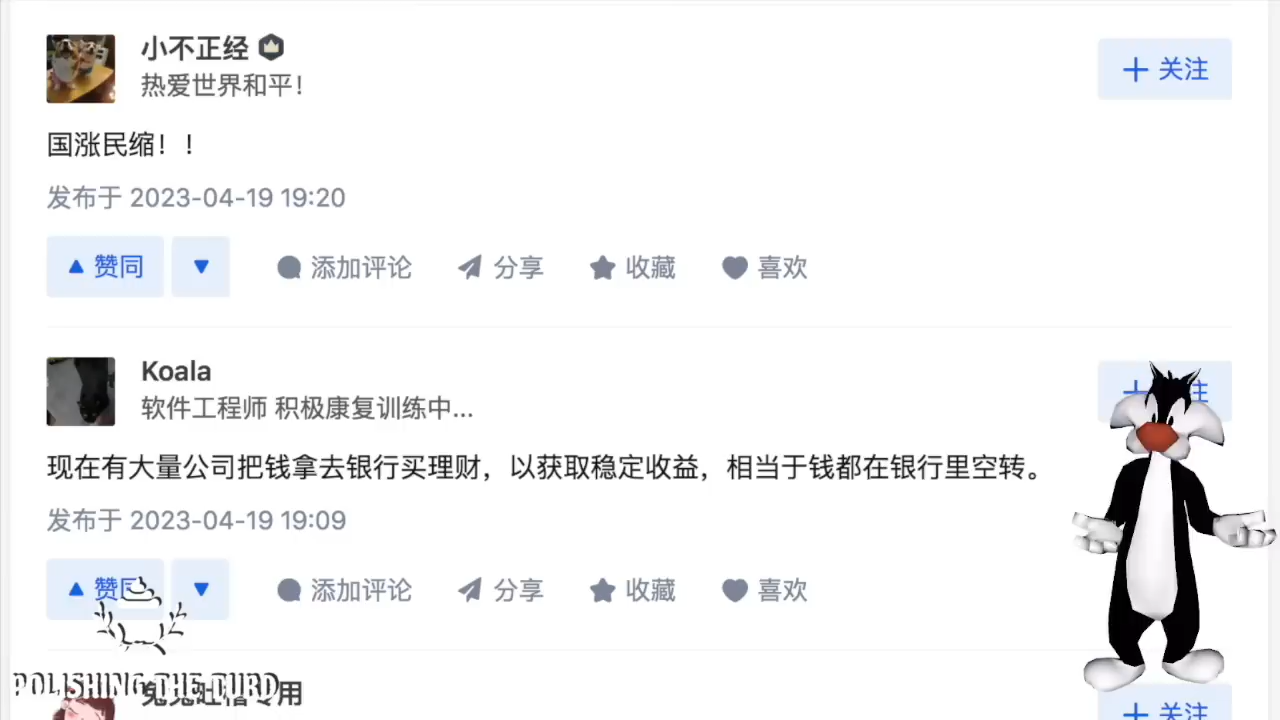 小不正经
热爱世界和平！
+ 关注
国涨民缩！！
发布于 2023-04-19 19:20
▲ 赞同 ▼ 添加评论 分享 收藏 喜欢
Koala
软件工程师 积极康复训练中...
现在有大量公司把钱拿去银行买理财，以获取稳定收益，相当于钱都在银行里空转。
发布于 2023-04-19 19:09
▲ 赞同 ▼ 添加评论 分享 收藏 喜欢
POLISHING THE TURD
专用
+ 关注